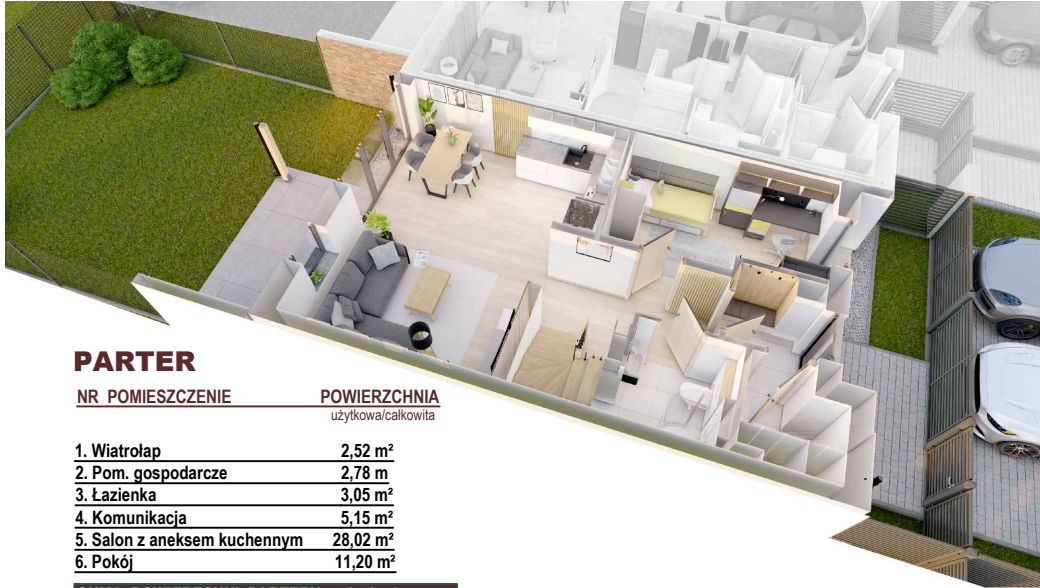 PARTER
NR POMIESZCZENIE POWIERZCHNIA
użytkowa/całkowita
1. Wiatrołap 2,52 m²
2. Pom. gospodarcze 2,78 m
3. Łazienka 3,05 m²
4. Komunikacja 5,15 m²
5. Salon z aneksem kuchennym 28,02 m²
6. Pokój 11,20 m²